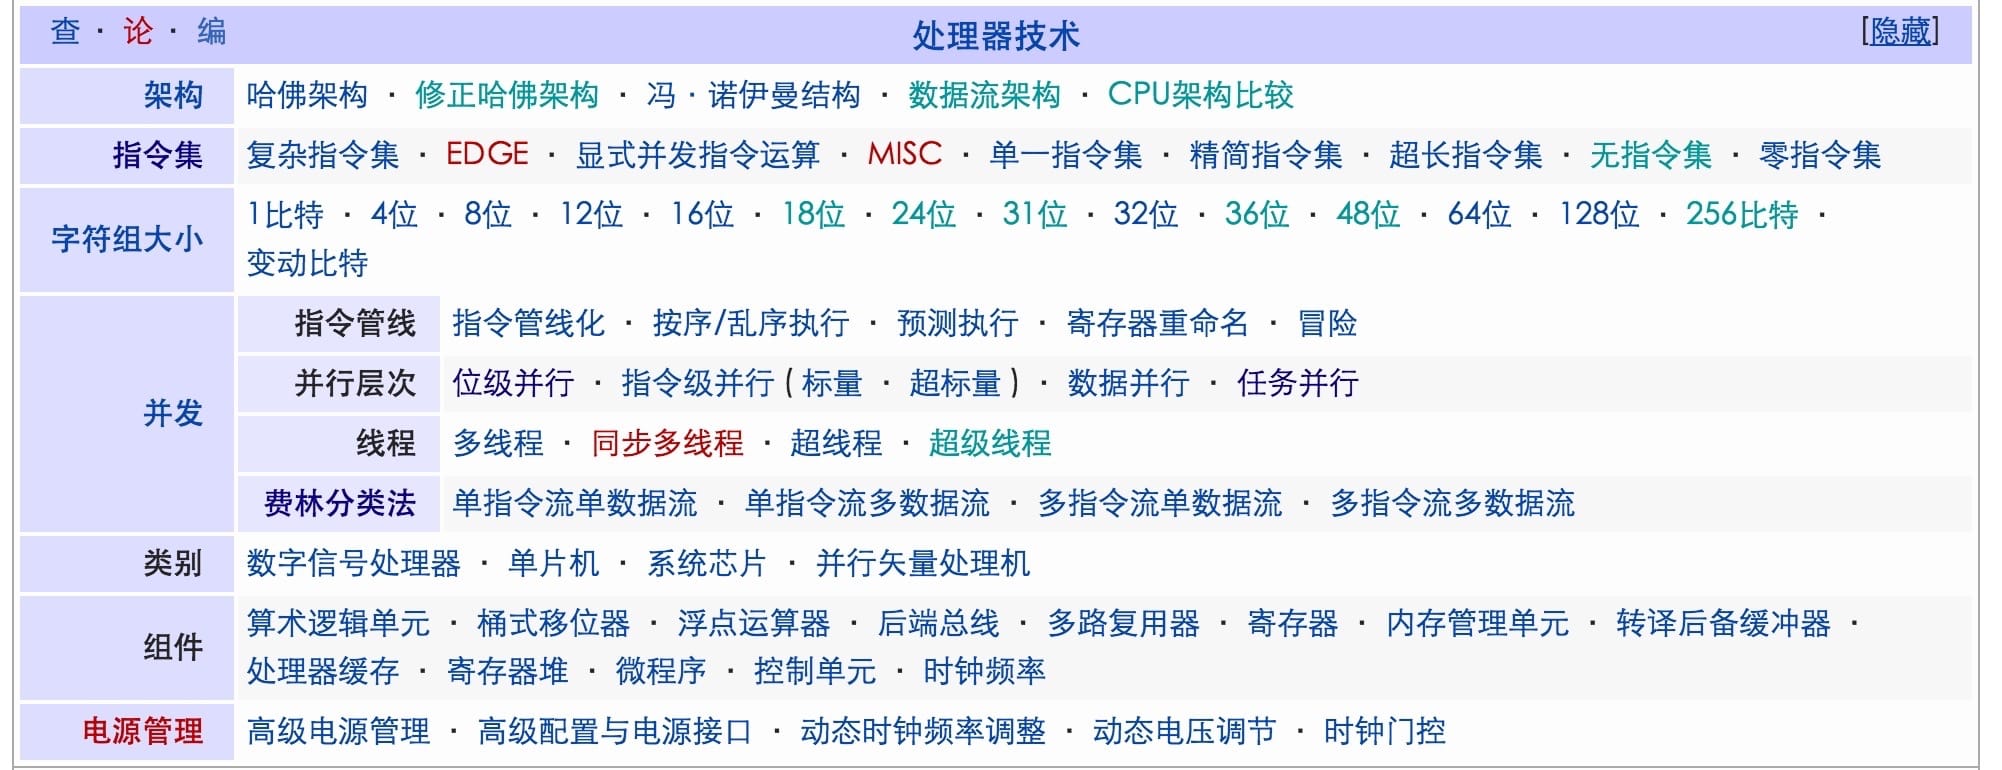 查 · 论 · 编 处理器技术 [隐藏]
架构 哈佛架构 · 修正哈佛架构 · 冯·诺伊曼结构 · 数据流架构 · CPU架构比较
指令集 复杂指令集 · EDGE · 显式并发指令运算 · MISC · 单一指令集 · 精简指令集 · 超长指令集 · 无指令集 · 零指令集
字符组大小 1比特 · 4位 · 8位 · 12位 · 16位 · 18位 · 24位 · 31位 · 32位 · 36位 · 48位 · 64位 · 128位 · 256比特 ·
变动比特
并发
指令管线 指令管线化 · 按序/乱序执行 · 预测执行 · 寄存器重命名 · 冒险
并行层次 位级并行 · 指令级并行 ( 标量 · 超标量 ) · 数据并行 · 任务并行
线程 多线程 · 同步多线程 · 超线程 · 超级线程
费林分类法 单指令流单数据流 · 单指令流多数据流 · 多指令流单数据流 · 多指令流多数据流
类别 数字信号处理器 · 单片机 · 系统芯片 · 并行矢量处理机
组件 算术逻辑单元 · 桶式移位器 · 浮点运算器 · 后端总线 · 多路复用器 · 寄存器 · 内存管理单元 · 转译后备缓冲器 ·
处理器缓存 · 寄存器堆 · 微程序 · 控制单元 · 时钟频率
电源管理 高级电源管理 · 高级配置与电源接口 · 动态时钟频率调整 · 动态电压调节 · 时钟门控